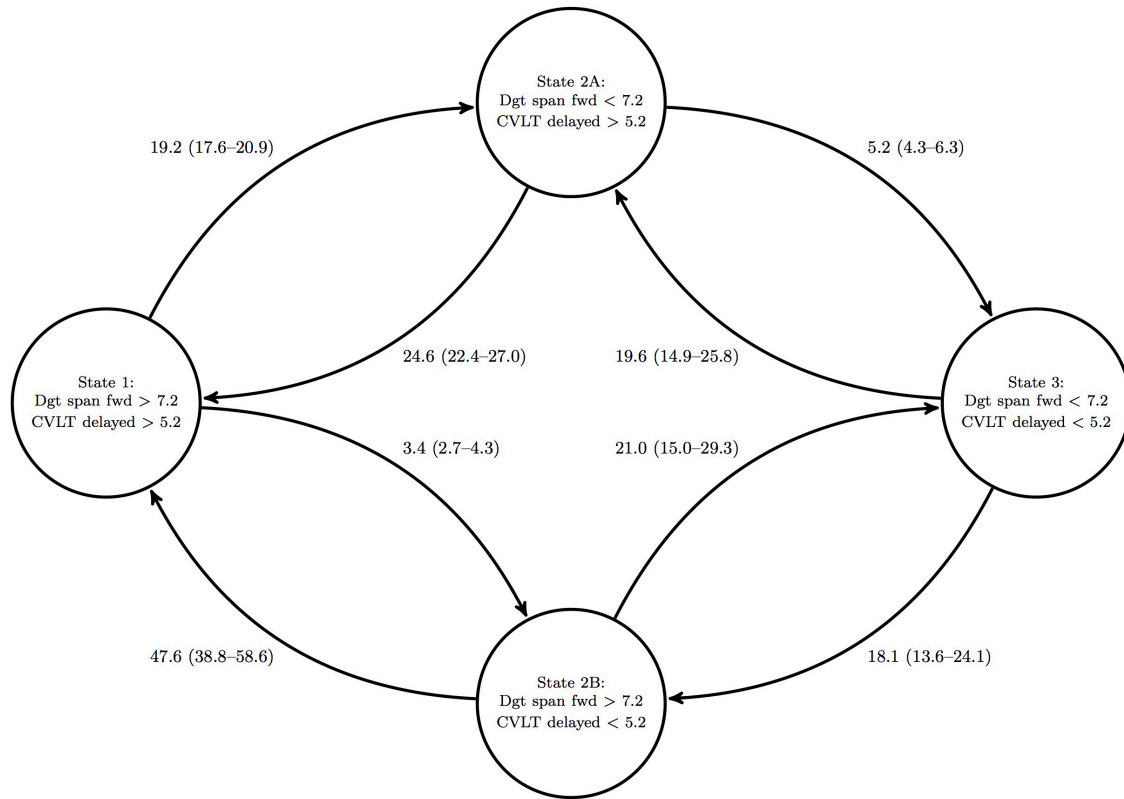 State 2A:
Dgt span fwd < 7.2
CVLT delayed > 5.2
19.2 (17.6–20.9)
5.2 (4.3–6.3)
24.6 (22.4–27.0)
19.6 (14.9–25.8)
State 1:
Dgt span fwd > 7.2
CVLT delayed > 5.2
State 3:
Dgt span fwd < 7.2
CVLT delayed < 5.2
3.4 (2.7–4.3)
21.0 (15.0–29.3)
47.6 (38.8–58.6)
18.1 (13.6–24.1)
State 2B:
Dgt span fwd > 7.2
CVLT delayed < 5.2